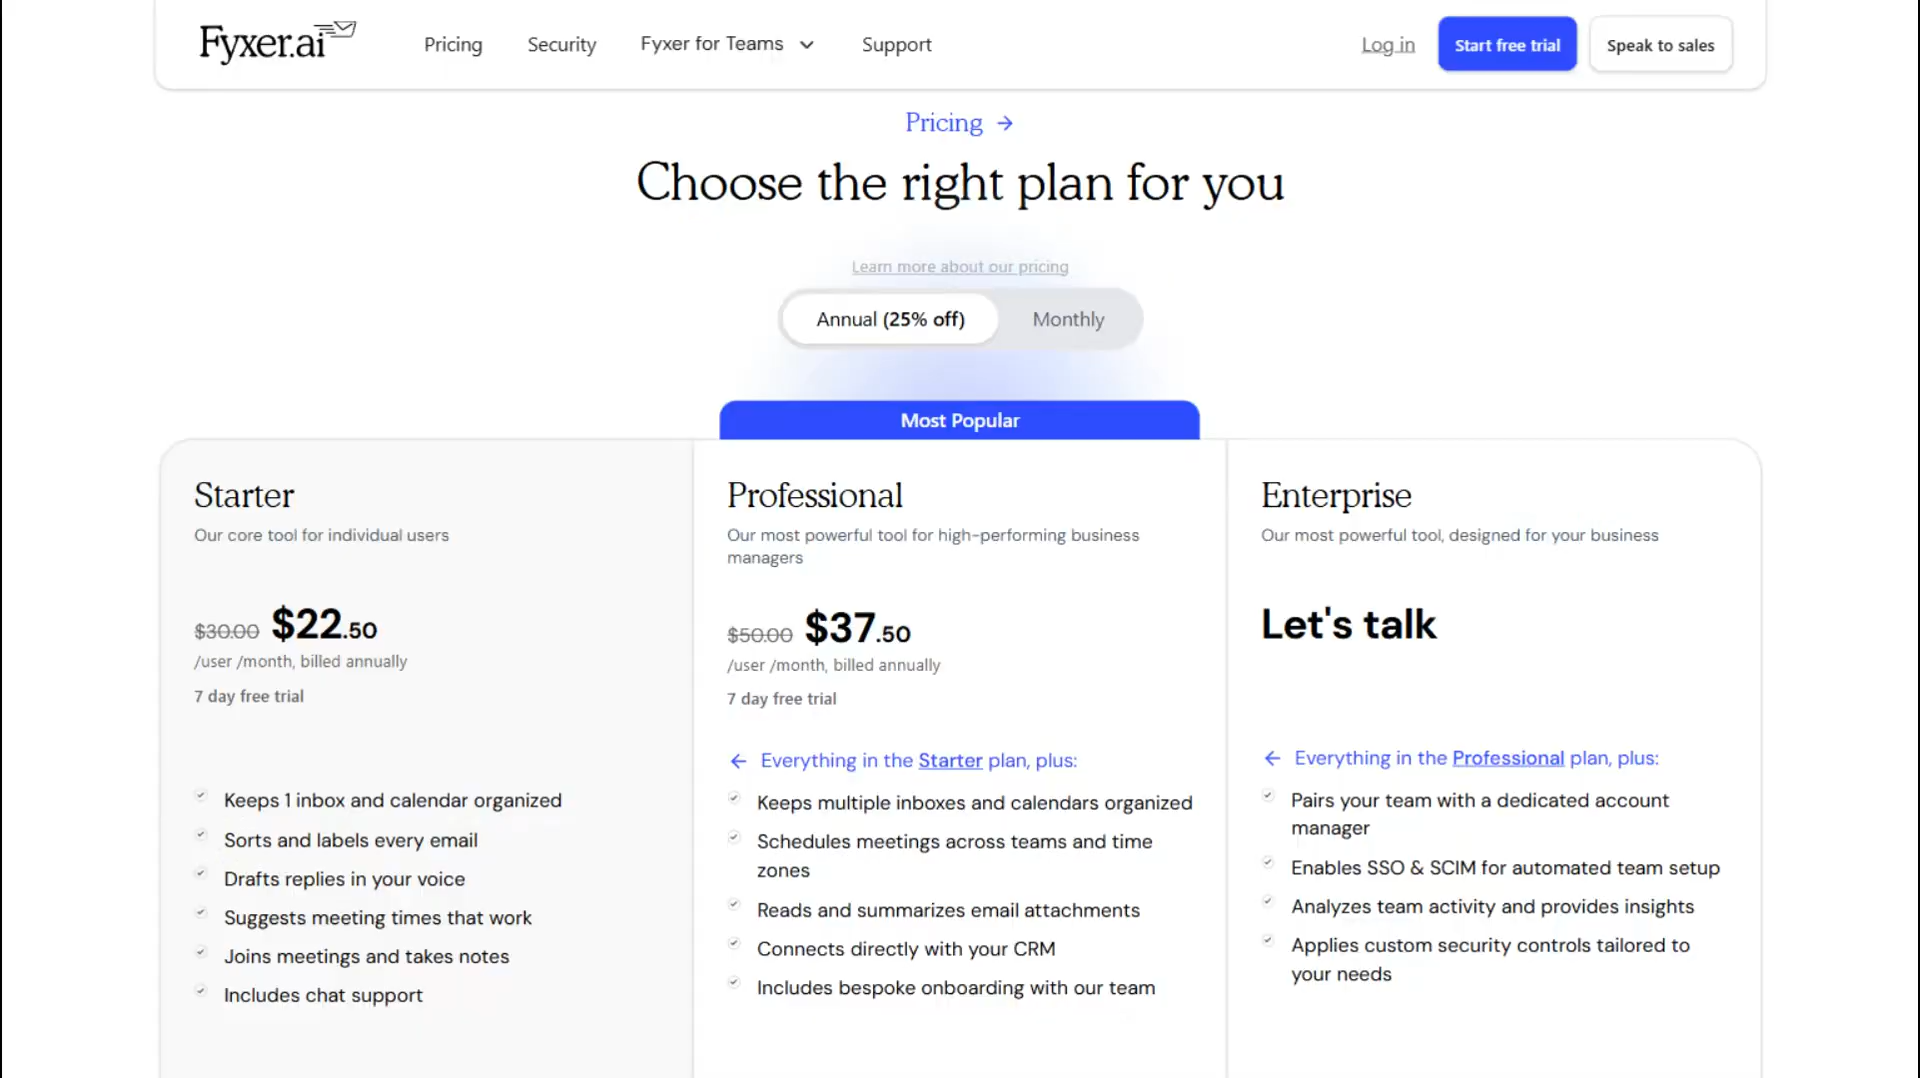 Fyxer.ai
Pricing
Security
Fyxer for Teams
Support
Log in
Start free trial
Speak to sales
Pricing →
Choose the right plan for you
Learn more about our pricing
Annual (25% off)
Monthly
Most Popular
Starter
Our core tool for individual users
$30.00 $22.50
/user /month, billed annually
7 day free trial
Keeps 1 inbox and calendar organized
Sorts and labels every email
Drafts replies in your voice
Suggests meeting times that work
Joins meetings and takes notes
Includes chat support
Professional
Our most powerful tool for high-performing business
managers
$50.00 $37.50
/user /month, billed annually
7 day free trial
← Everything in the Starter plan, plus:
Keeps multiple inboxes and calendars organized
Schedules meetings across teams and time
zones
Reads and summarizes email attachments
Connects directly with your CRM
Includes bespoke onboarding with our team
Enterprise
Our most powerful tool, designed for your business
Let's talk
← Everything in the Professional plan, plus:
Pairs your team with a dedicated account
manager
Enables SSO & SCIM for automated team setup
Analyzes team activity and provides insights
Applies custom security controls tailored to
your needs